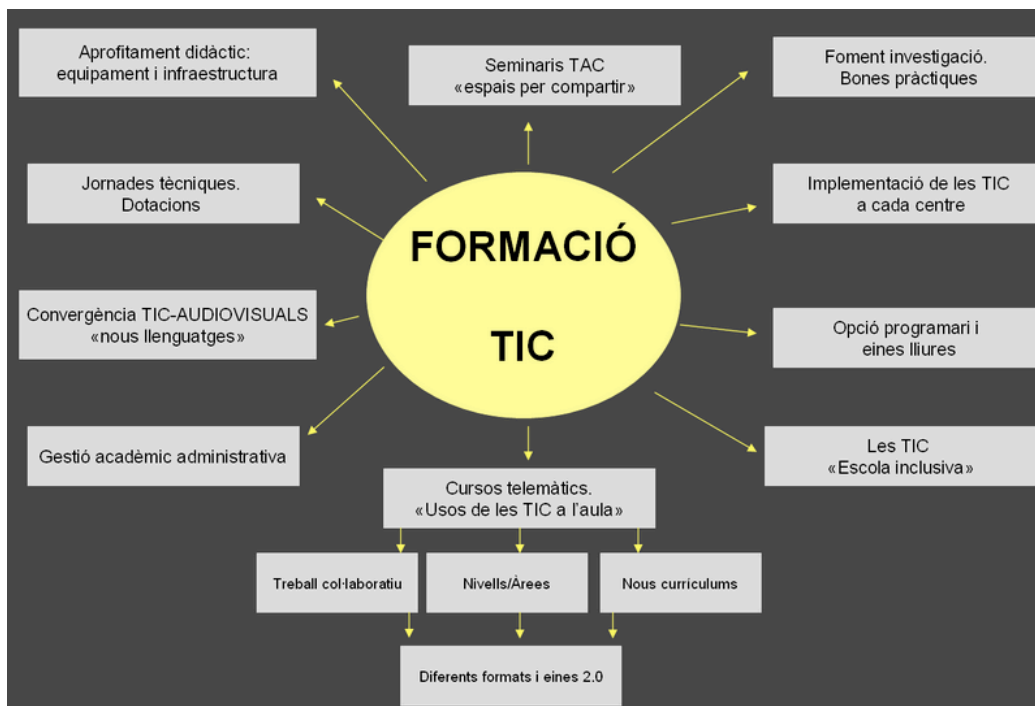 Aprofitament didàctic:
equipament i infraestructura
Seminaris TAC
«espais per compartir»
Foment investigació.
Bones pràctiques
Jornades tècniques.
Dotacions
Implementació de les TIC
a cada centre
FORMACIÓ
TIC
Convergència TIC-AUDIOVISUALS
«nous llenguatges»
Opció programari i
eines lliures
Gestió acadèmic administrativa
Les TIC
«Escola inclusiva»
Cursos telemàtics.
«Usos de les TIC a l’aula»
Treball col·laboratiu
Nivells/Àrees
Nous currículums
Diferents formats i eines 2.0